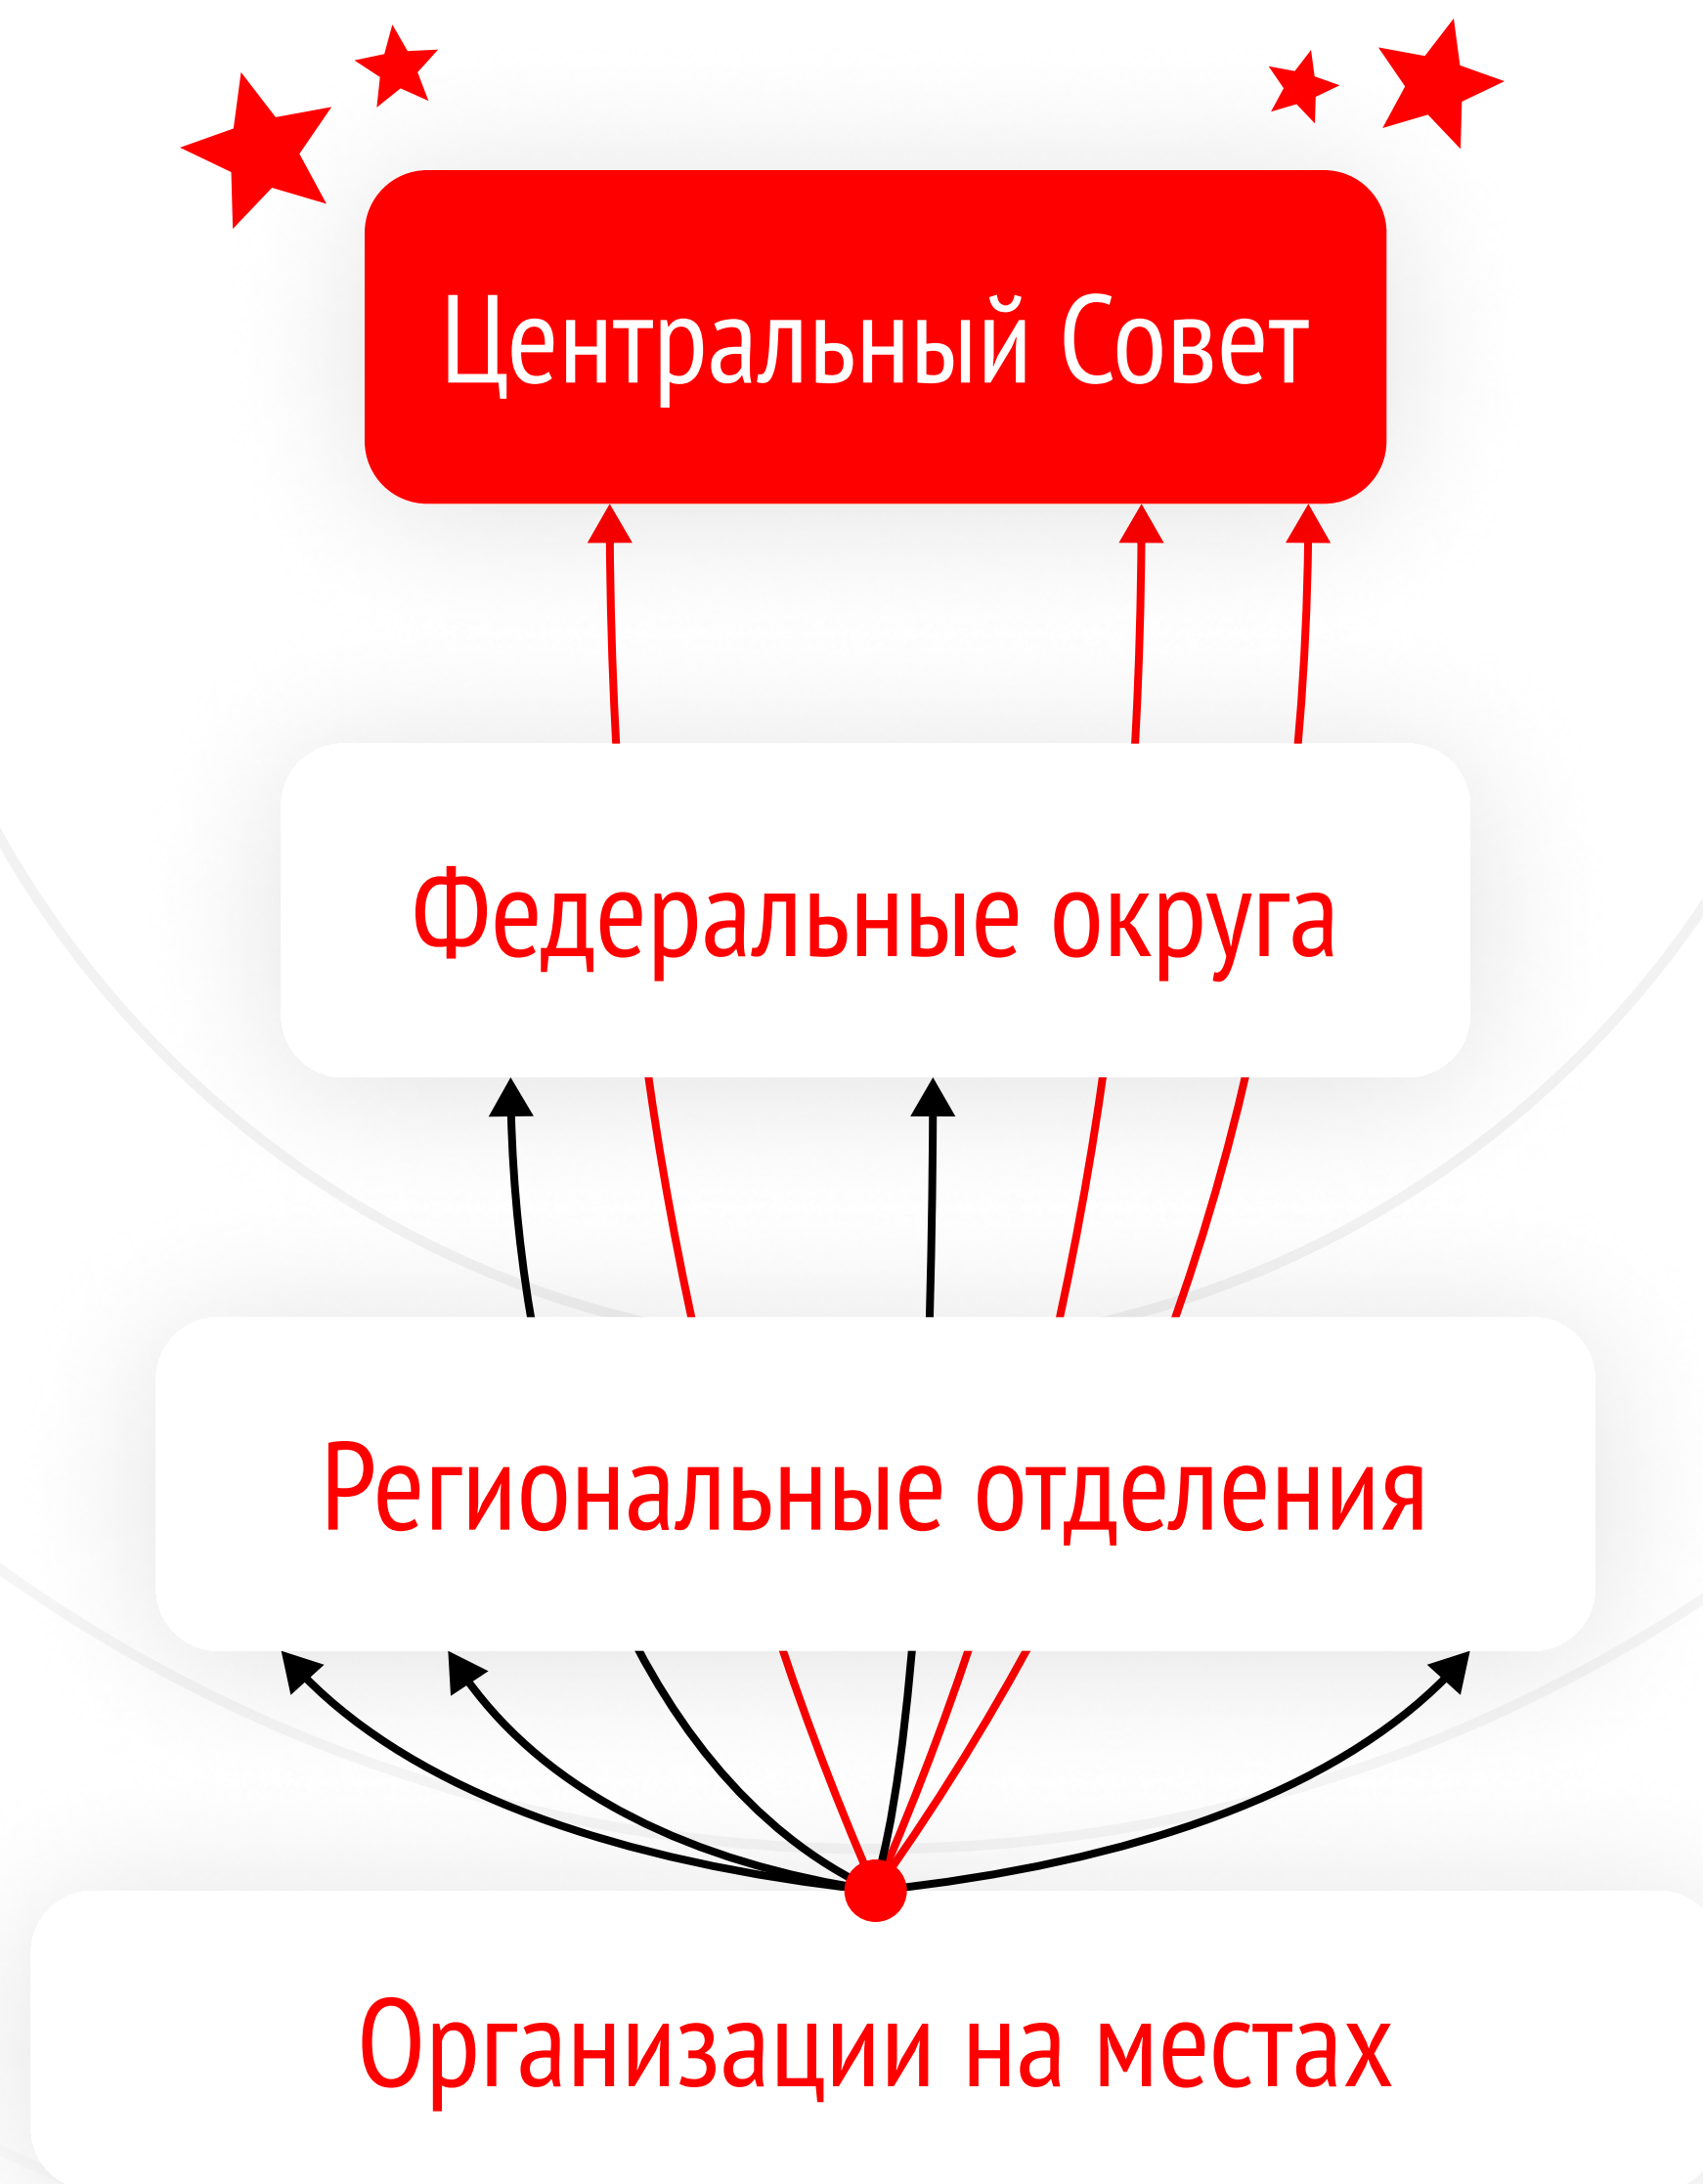 Центральный Совет
Федеральные округа
Региональные отделения
Организации на местах